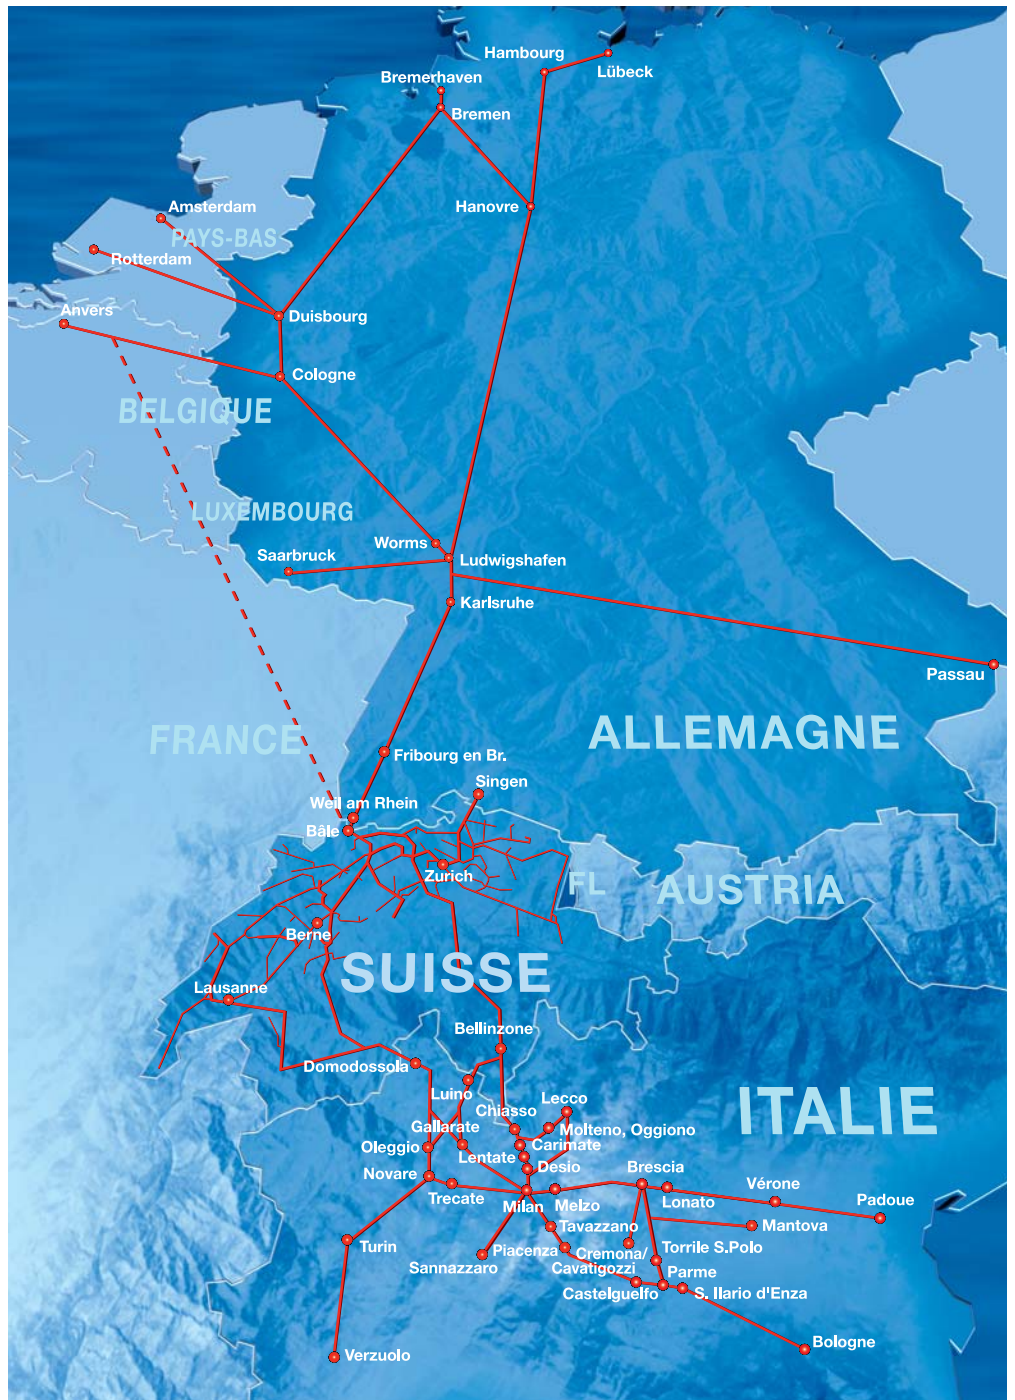 Hambourg
Lübeck
Bremerhaven
Bremen
Hanovre
Amsterdam
PAYS-BAS
Rotterdam
Anvers
Duisbourg
Cologne
BELGIQUE
LUXEMBOURG
Worms
Saarbruck
Ludwigshafen
Karlsruhe
Passau
FRANCE
ALLEMAGNE
Fribourg en Br.
Singen
Weil am Rhein
Bâle
Zurich
FL
AUSTRIA
Berne
SUISSE
Lausanne
Bellinzone
Domodossola
Luino
Lecco
Chiasso
ITALIE
Gallarate
Molteno, Oggiono
Oleggio
Carimate
Lentate
Desio
Novare
Brescia
Trecate
Milan
Melzo
Lonato
Vérone
Padoue
Tavazzano
Mantova
Turin
Piacenza
Cremona/
Cavatigozzi
Torrile S.Polo
Sannazzaro
Parme
Castelguelfo
S. Ilario d'Enza
Bologne
Verzuolo